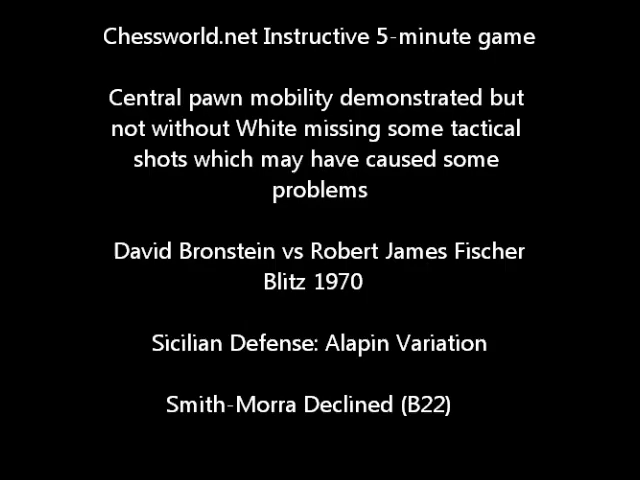 Chessworld.net Instructive 5-minute game
Central pawn mobility demonstrated but
not without White missing some tactical
shots which may have caused some
problems
David Bronstein vs Robert James Fischer
Blitz 1970
Sicilian Defense: Alapin Variation
Smith-Morra Declined (B22)